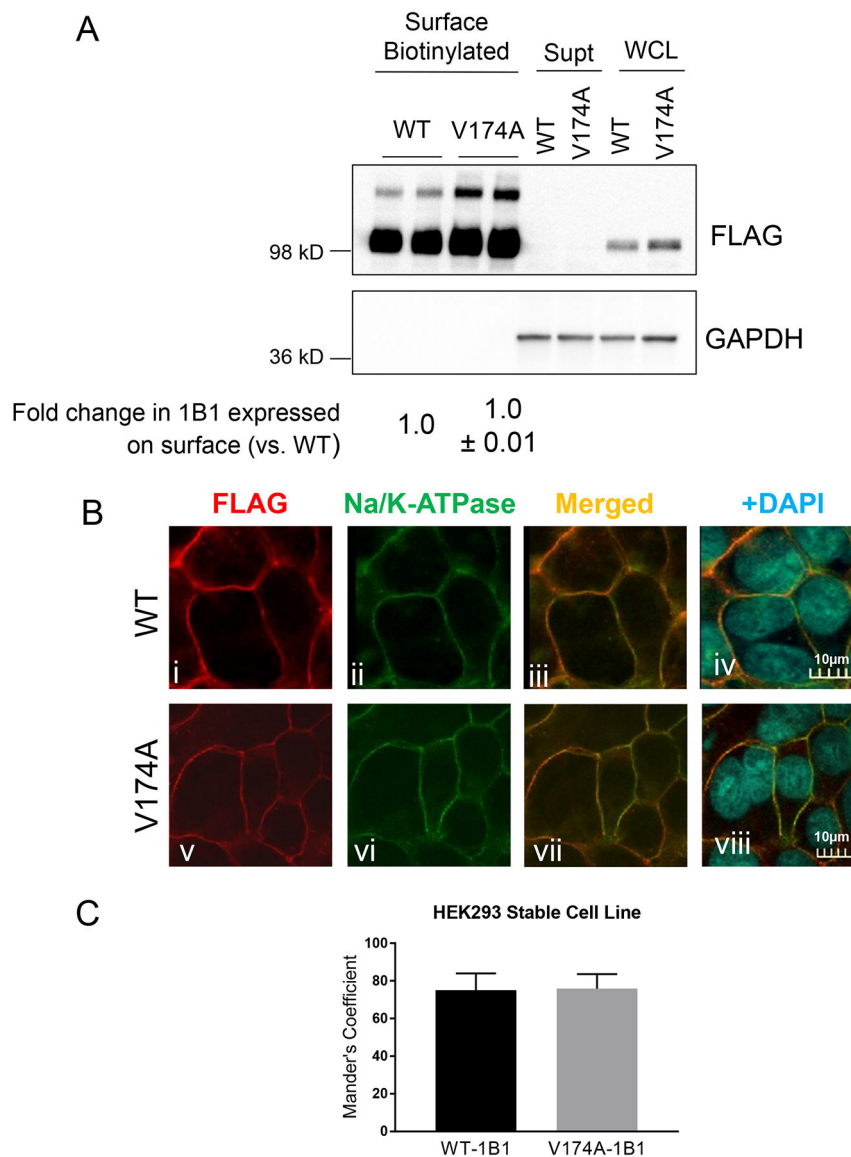 A
Surface
Biotinylated
Supt
WCL
WT
V174A
WT
V174A
WT
V174A
98 kD
FLAG
36 kD
GAPDH
Fold change in 1B1 expressed
on surface (vs. WT)
1.0
1.0
± 0.01
B
FLAG
Na/K-ATPase
Merged
+DAPI
WT
i
ii
iii
iv
10µm
V174A
v
vi
vii
viii
10µm
C
HEK293 Stable Cell Line
Mander's Coefficient
100
80
60
40
20
0
WT-1B1
V174A-1B1